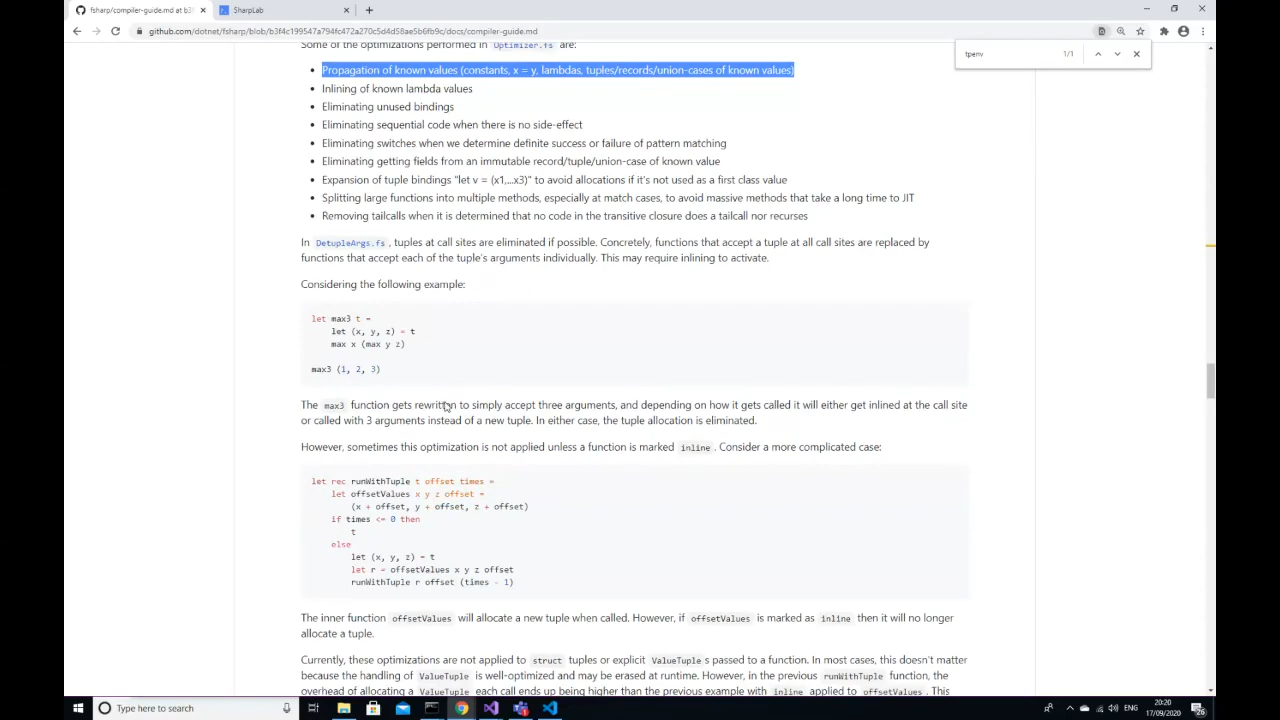 fsharp/compiler-guide.md at b3f
SharpLab
github.com/dotnet/fsharp/blob/b3f4c199547a794fc472a270c5d4d58ae5b6fb9c/docs/compiler-guide.md
tpenv 1/1
Some of the optimizations performed in Optimizer.fs are:
• Propagation of known values (constants, x = y, lambdas, tuples/records/union-cases of known values)
• Inlining of known lambda values
• Eliminating unused bindings
• Eliminating sequential code when there is no side-effect
• Eliminating switches when we determine definite success or failure of pattern matching
• Eliminating getting fields from an immutable record/tuple/union-case of known value
• Expansion of tuple bindings "let v = (x1,...x3)" to avoid allocations if it's not used as a first class value
• Splitting large functions into multiple methods, especially at match cases, to avoid massive methods that take a long time to JIT
• Removing tailcalls when it is determined that no code in the transitive closure does a tailcall nor recurses
In DetupleArgs.fs, tuples at call sites are eliminated if possible. Concretely, functions that accept a tuple at all call sites are replaced by
functions that accept each of the tuple's arguments individually. This may require inlining to activate.
Considering the following example:
let max3 t =
let (x, y, z) = t
max x (max y z)
max3 (1, 2, 3)
The max3 function gets rewritten to simply accept three arguments, and depending on how it gets called it will either get inlined at the call site
or called with 3 arguments instead of a new tuple. In either case, the tuple allocation is eliminated.
However, sometimes this optimization is not applied unless a function is marked inline. Consider a more complicated case:
let rec runWithTuple t offset times =
let offsetValues x y z offset =
(x + offset, y + offset, z + offset)
if times <= 0 then
t
else
let (x, y, z) = t
let r = offsetValues x y z offset
runWithTuple r offset (times - 1)
The inner function offsetValues will allocate a new tuple when called. However, if offsetValues is marked as inline then it will no longer
allocate a tuple.
Currently, these optimizations are not applied to struct tuples or explicit ValueTuples passed to a function. In most cases, this doesn't matter
because the handling of ValueTuple is well-optimized and may be erased at runtime. However, in the previous runWithTuple function, the
overhead of allocating a ValueTuple each call ends up being higher than the previous example with inline applied to offsetValues. This
Type here to search
ENG
20:20
17/09/2020
26